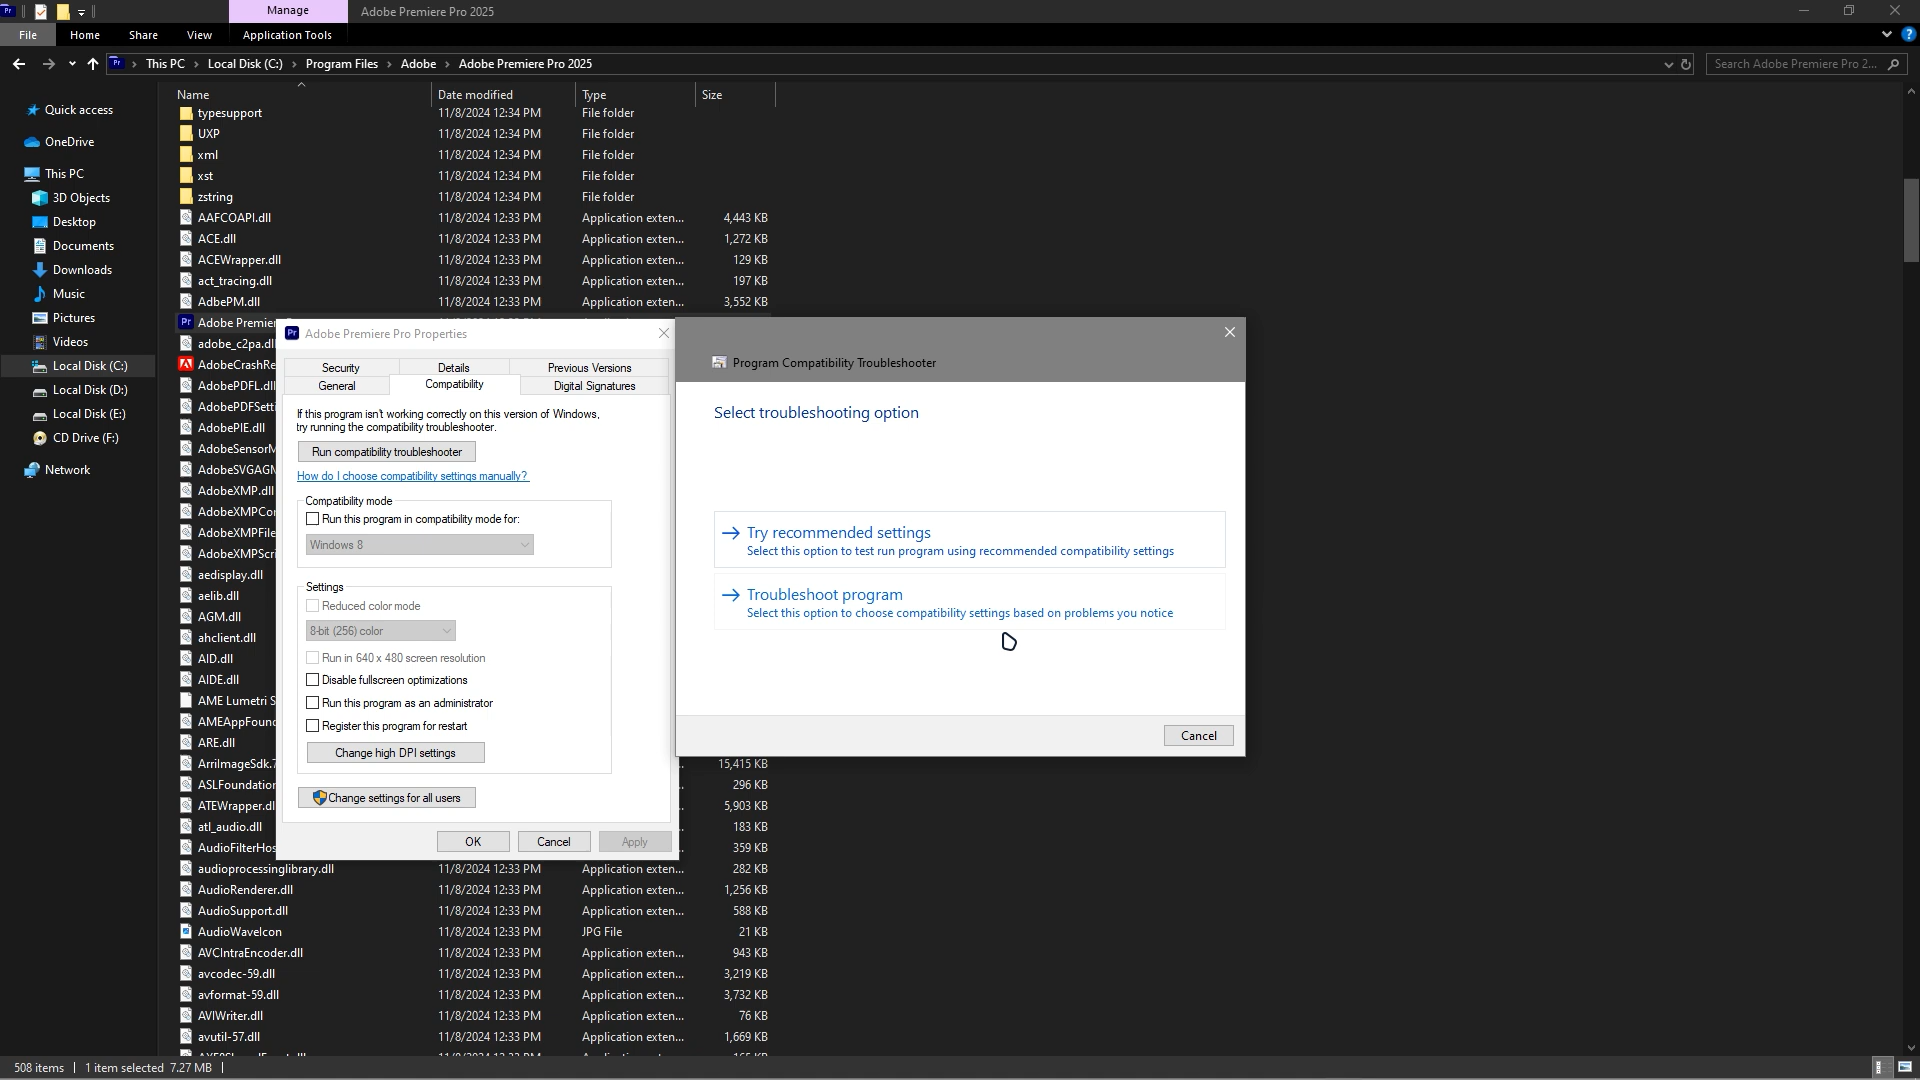 Pr
Manage
Adobe Premiere Pro 2025
File
Home
Share
View
Application Tools
Pr
This PC
Local Disk (C:)
Program Files
Adobe
Adobe Premiere Pro 2025
Search Adobe Premiere Pro 2...
Quick access
OneDrive
This PC
3D Objects
Desktop
Documents
Downloads
Music
Pictures
Videos
Local Disk (C:)
Local Disk (D:)
Local Disk (E:)
CD Drive (F:)
Network
Name Date modified Type Size
typesupport 11/8/2024 12:34 PM File folder
UXP 11/8/2024 12:34 PM File folder
xml 11/8/2024 12:34 PM File folder
xst 11/8/2024 12:34 PM File folder
zstring 11/8/2024 12:34 PM File folder
AAFCOAPI.dll 11/8/2024 12:33 PM Application exten... 4,443 KB
ACE.dll 11/8/2024 12:33 PM Application exten... 1,272 KB
ACEWrapper.dll 11/8/2024 12:33 PM Application exten... 129 KB
act_tracing.dll 11/8/2024 12:33 PM Application exten... 197 KB
AdbePM.dll 11/8/2024 12:33 PM Application exten... 3,552 KB
Pr Adobe Premier
adobe_c2pa.dll
AdobeCrashRe
AdobePDFL.dll
AdobePDFSetti
AdobePIE.dll
AdobeSensorM
AdobeSVGAGM
AdobeXMP.dll
AdobeXMPCor
AdobeXMPFile
AdobeXMPScri
aedisplay.dll
aelib.dll
AGM.dll
ahclient.dll
AID.dll
AIDE.dll
AME Lumetri S
AMEAppFound
ARE.dll
ArriImageSdk.7 15,415 KB
ASLFoundation 296 KB
ATEWrapper.dl 5,903 KB
atl_audio.dll 183 KB
AudioFilterHos 359 KB
audioprocessinglibrary.dll 11/8/2024 12:33 PM Application exten... 282 KB
AudioRenderer.dll 11/8/2024 12:33 PM Application exten... 1,256 KB
AudioSupport.dll 11/8/2024 12:33 PM Application exten... 588 KB
AudioWaveIcon 11/8/2024 12:33 PM JPG File 21 KB
AVCIntraEncoder.dll 11/8/2024 12:33 PM Application exten... 943 KB
avcodec-59.dll 11/8/2024 12:33 PM Application exten... 3,219 KB
avformat-59.dll 11/8/2024 12:33 PM Application exten... 3,732 KB
AVIWriter.dll 11/8/2024 12:33 PM Application exten... 76 KB
avutil-57.dll 11/8/2024 12:33 PM Application exten... 1,669 KB
Pr Adobe Premiere Pro Properties
Security Details Previous Versions
General Compatibility Digital Signatures
If this program isn't working correctly on this version of Windows,
try running the compatibility troubleshooter.
Run compatibility troubleshooter
How do I choose compatibility settings manually?
Compatibility mode
Run this program in compatibility mode for:
Windows 8
Settings
Reduced color mode
8-bit (256) color
Run in 640 x 480 screen resolution
Disable fullscreen optimizations
Run this program as an administrator
Register this program for restart
Change high DPI settings
Change settings for all users
OK Cancel Apply
Program Compatibility Troubleshooter
Select troubleshooting option
Try recommended settings
Select this option to test run program using recommended compatibility settings
Troubleshoot program
Select this option to choose compatibility settings based on problems you notice
Cancel
508 items 1 item selected 7.27 MB